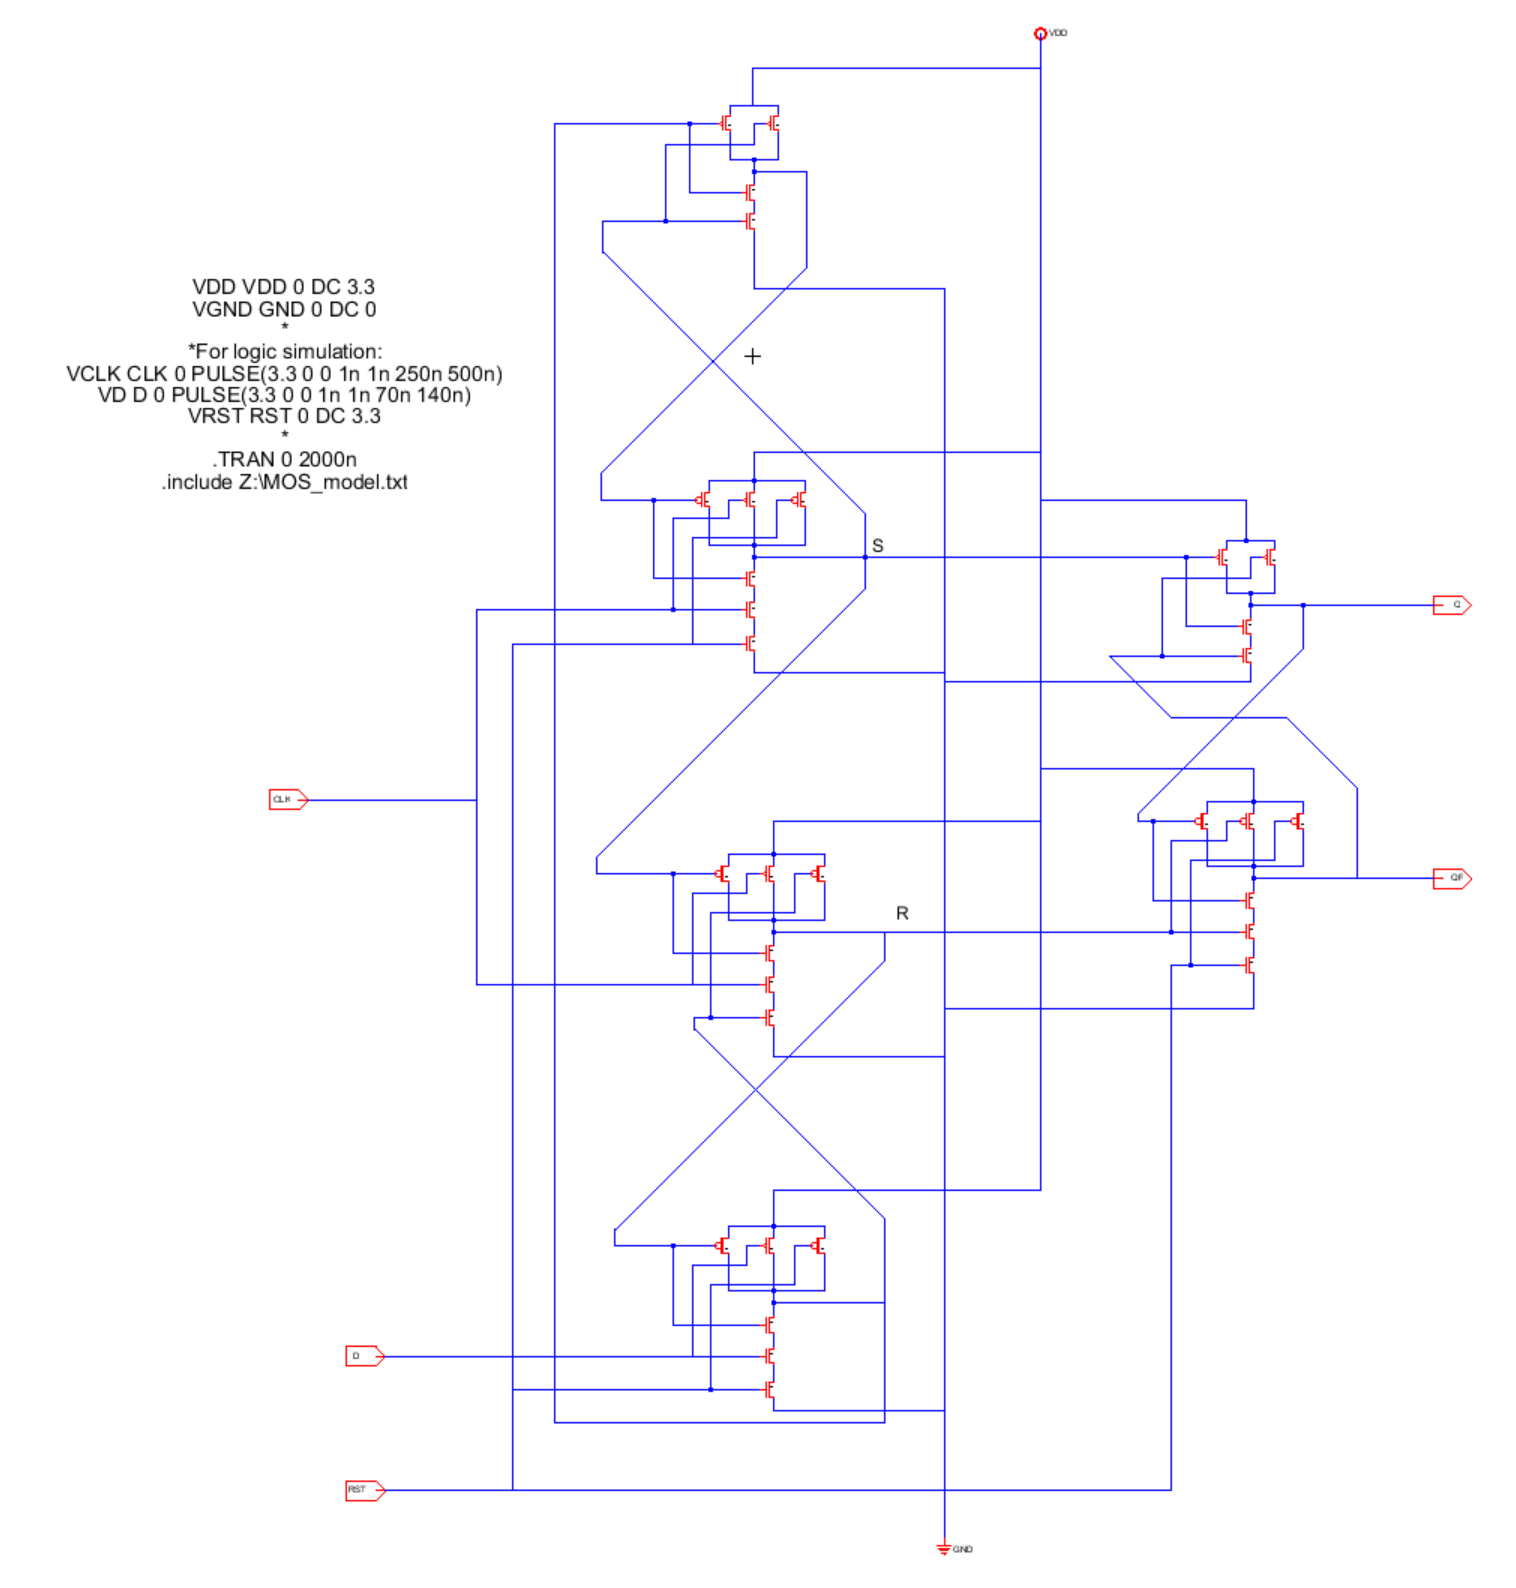 VDD
VDD VDD 0 DC 3.3
VGND GND 0 DC 0
*
*For logic simulation:
VCLK CLK 0 PULSE(3.3 0 0 1n 1n 250n 500n)
VD D 0 PULSE(3.3 0 0 1n 1n 70n 140n)
VRST RST 0 DC 3.3
*
.TRAN 0 2000n
.include Z:\MOS_model.txt
S
Q
CLK
QF
R
D
RST
GND